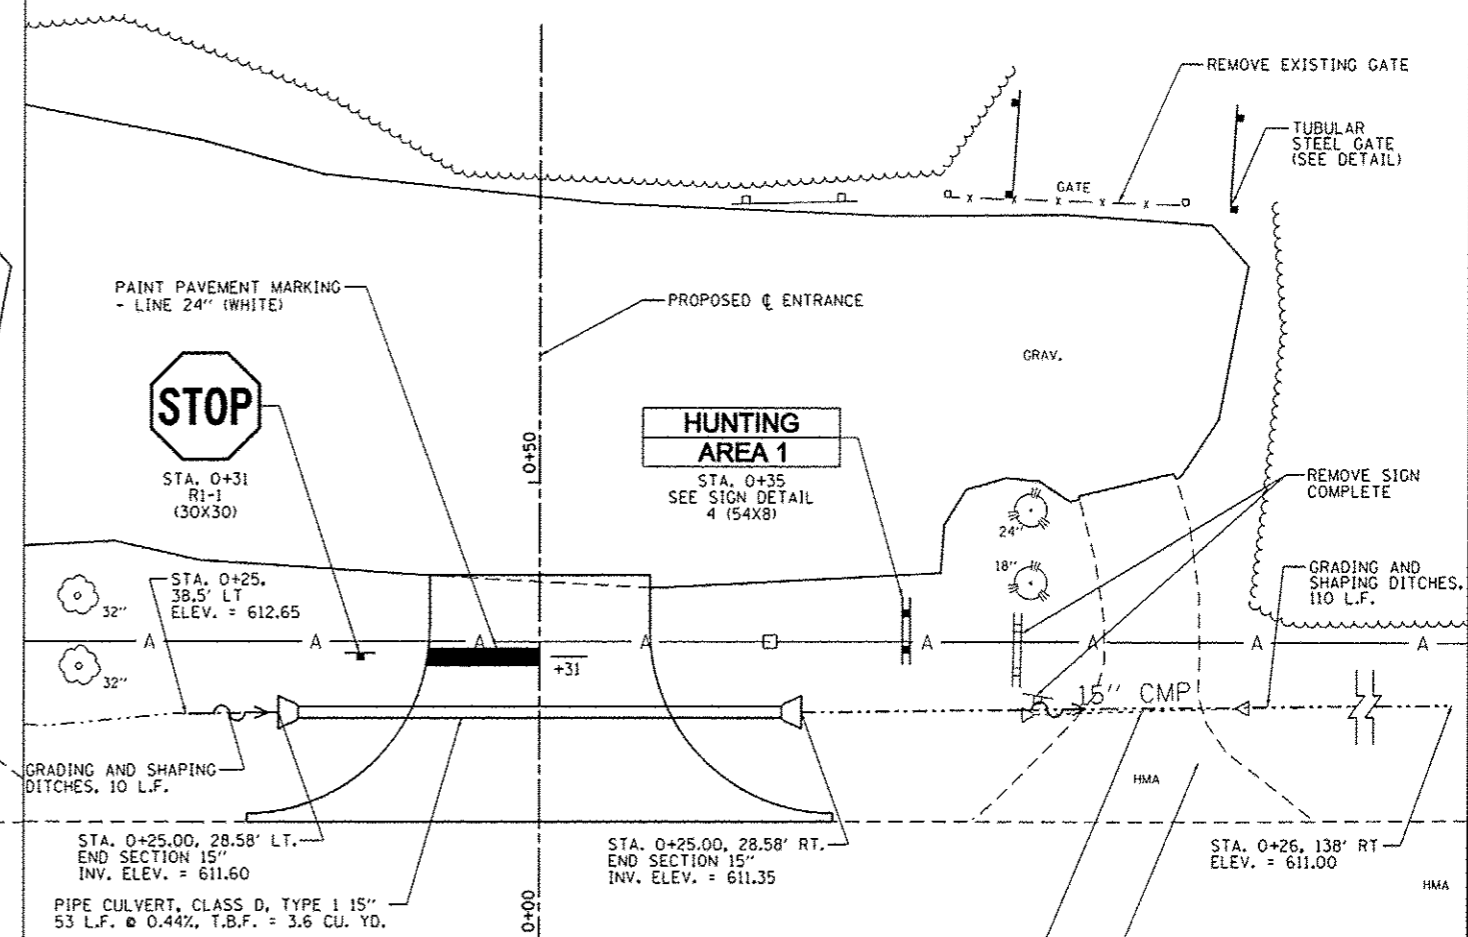 REMOVE EXISTING GATE
TUBULAR
STEEL GATE
(SEE DETAIL)
GATE
PAINT PAVEMENT MARKING
- LINE 24" (WHITE)
PROPOSED ℄ ENTRANCE
GRAV.
STOP
STA. 0+31
R1-1
(30X30)
0+50
HUNTING
AREA 1
STA. 0+35
SEE SIGN DETAIL
4 (54X8)
REMOVE SIGN
COMPLETE
24"
18"
STA. 0+25,
38.5' LT
ELEV. = 612.65
32"
32"
GRADING AND
SHAPING DITCHES,
110 L.F.
A A A A A A A A
+31
15" CMP
GRADING AND SHAPING
DITCHES, 10 L.F.
HMA
STA. 0+25.00, 28.58' LT.
END SECTION 15"
INV. ELEV. = 611.60
STA. 0+25.00, 28.58' RT.
END SECTION 15"
INV. ELEV. = 611.35
STA. 0+26, 138' RT
ELEV. = 611.00
HMA
PIPE CULVERT, CLASS D, TYPE 1 15"
53 L.F. @ 0.44%, T.B.F. = 3.6 CU. YD.
0+00